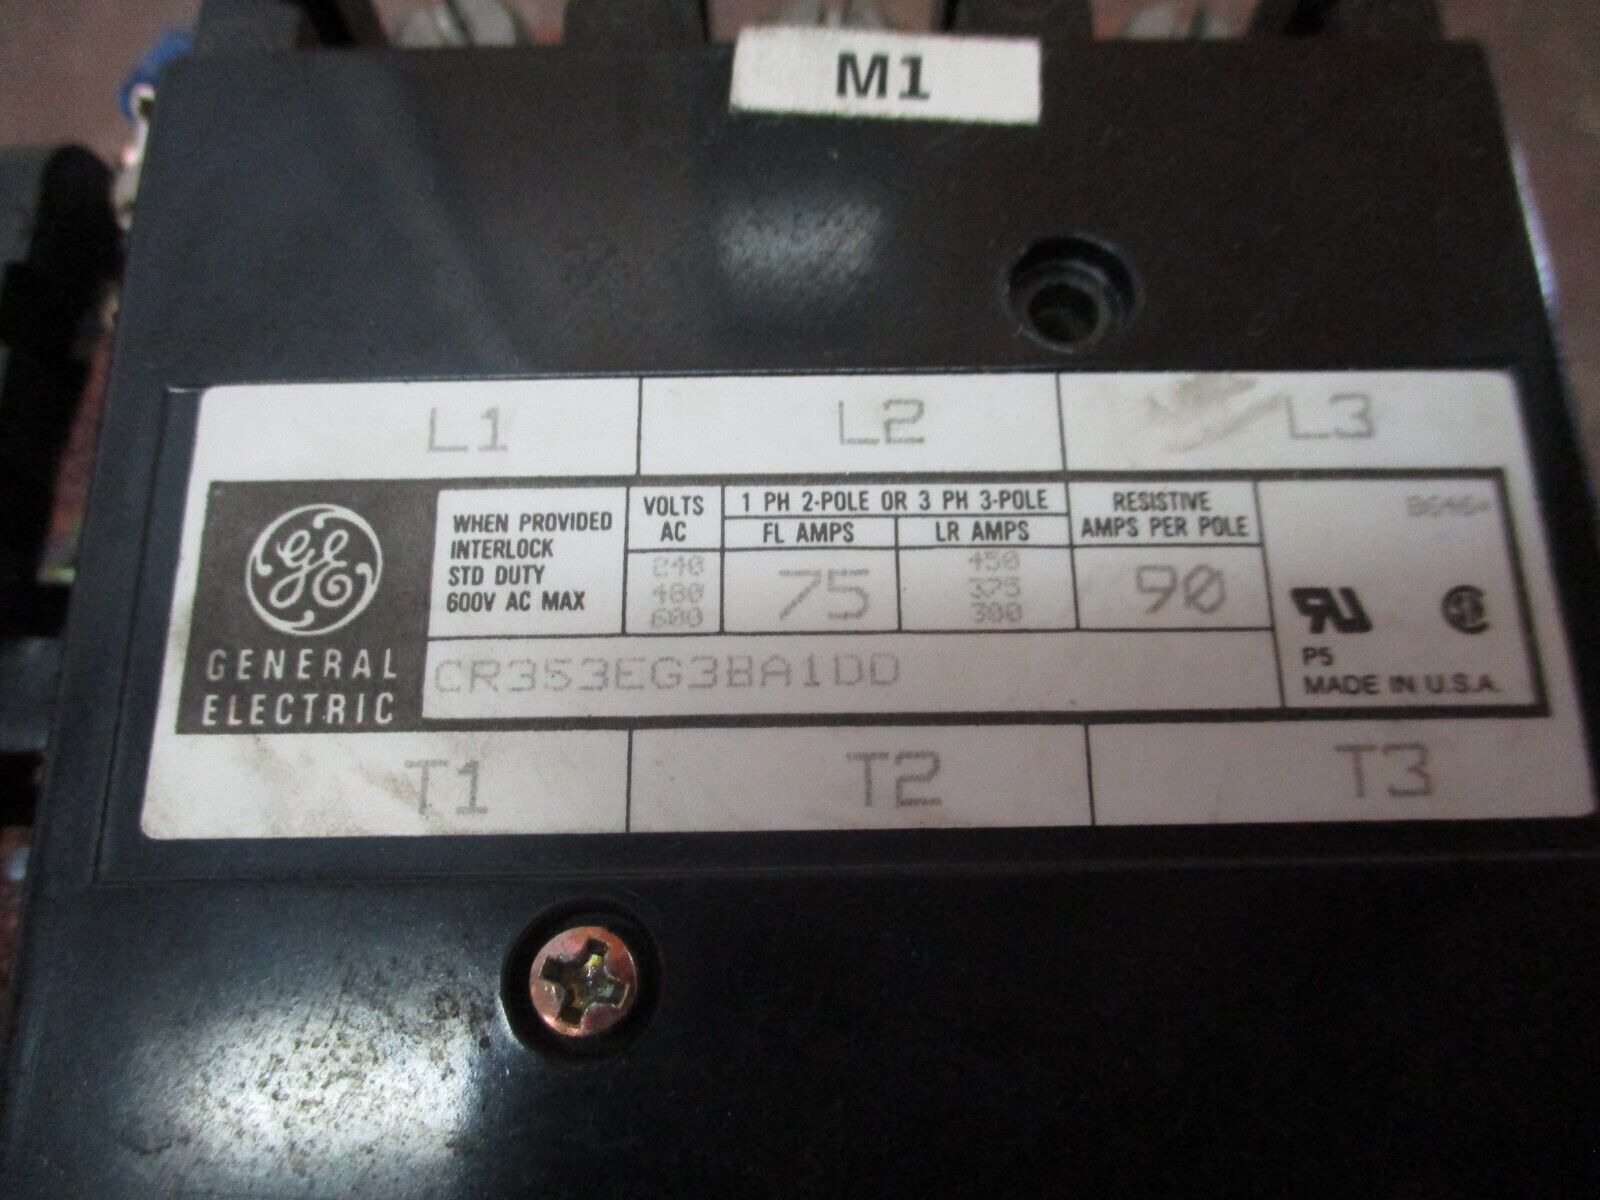 M1
L1 L2 L3
GE
GENERAL
ELECTRIC
WHEN PROVIDED
INTERLOCK
STD DUTY
600V AC MAX
VOLTS
AC
240
480
600
1 PH 2-POLE OR 3 PH 3-POLE
FL AMPS
75
LR AMPS
450
375
300
RESISTIVE
AMPS PER POLE
90
P5
MADE IN U.S.A.
CR353EG3BA1DD
T1 T2 T3